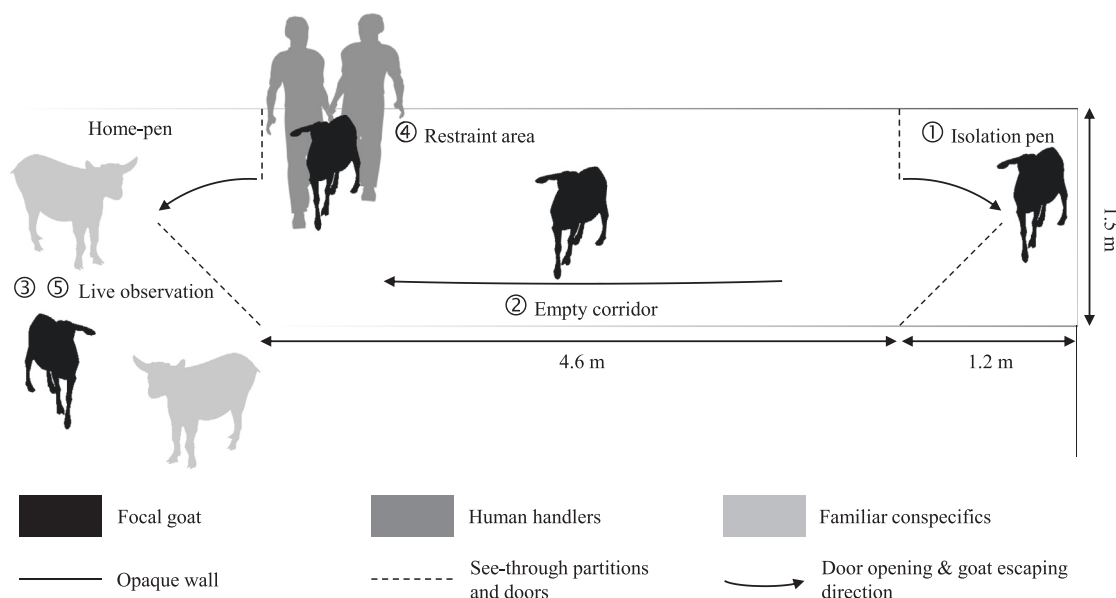 Home-pen
④ Restraint area
① Isolation pen
1.5 m
③ ⑤ Live observation
② Empty corridor
4.6 m
1.2 m
Focal goat
Human handlers
Familiar conspecifics
Opaque wall
See-through partitions
and doors
Door opening & goat escaping
direction